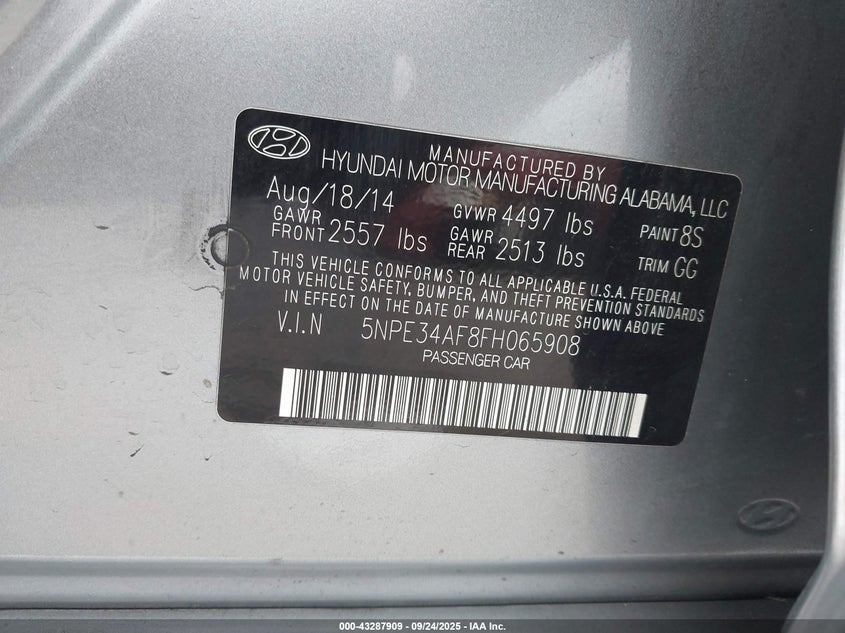 MANUFACTURED BY
HYUNDAI MOTOR MANUFACTURING ALABAMA, LLC
Aug/18/14 GVWR 4497 lbs PAINT 8S
GAWR FRONT 2557 lbs GAWR REAR 2513 lbs TRIM GG
THIS VEHICLE CONFORMS TO ALL APPLICABLE U.S.A. FEDERAL
MOTOR VEHICLE SAFETY, BUMPER, AND THEFT PREVENTION STANDARDS
IN EFFECT ON THE DATE OF MANUFACTURE SHOWN ABOVE
V.I.N 5NPE34AF8FH065908
PASSENGER CAR
000-43287909 - 09/24/2025 - IAA Inc.